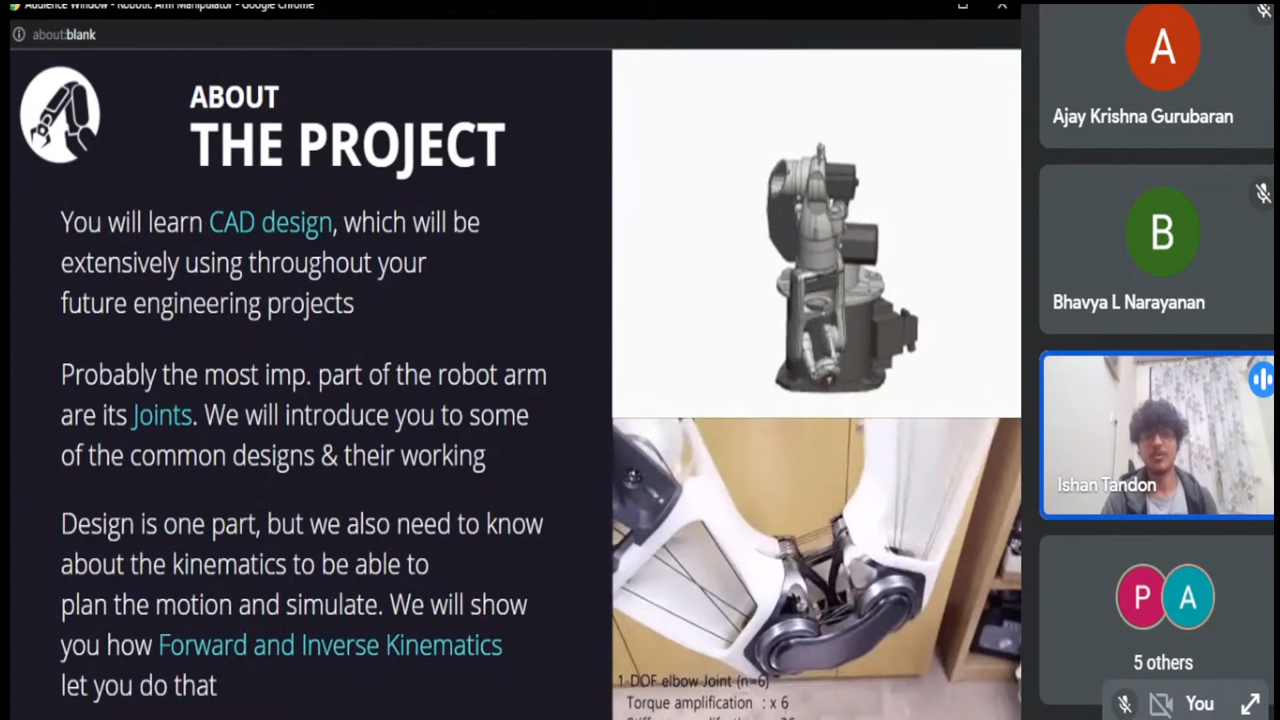 Audience Window - Robotic Arm Manipulator - Google Chrome
about:blank
ABOUT
THE PROJECT
You will learn CAD design, which will be
extensively using throughout your
future engineering projects
Probably the most imp. part of the robot arm
are its Joints. We will introduce you to some
of the common designs & their working
Design is one part, but we also need to know
about the kinematics to be able to
plan the motion and simulate. We will show
you how Forward and Inverse Kinematics
let you do that
1 DOF elbow Joint (n=6)
Torque amplification : x 6
A
Ajay Krishna Gurubaran
B
Bhavya L Narayanan
Ishan Tandon
P A
5 others
You